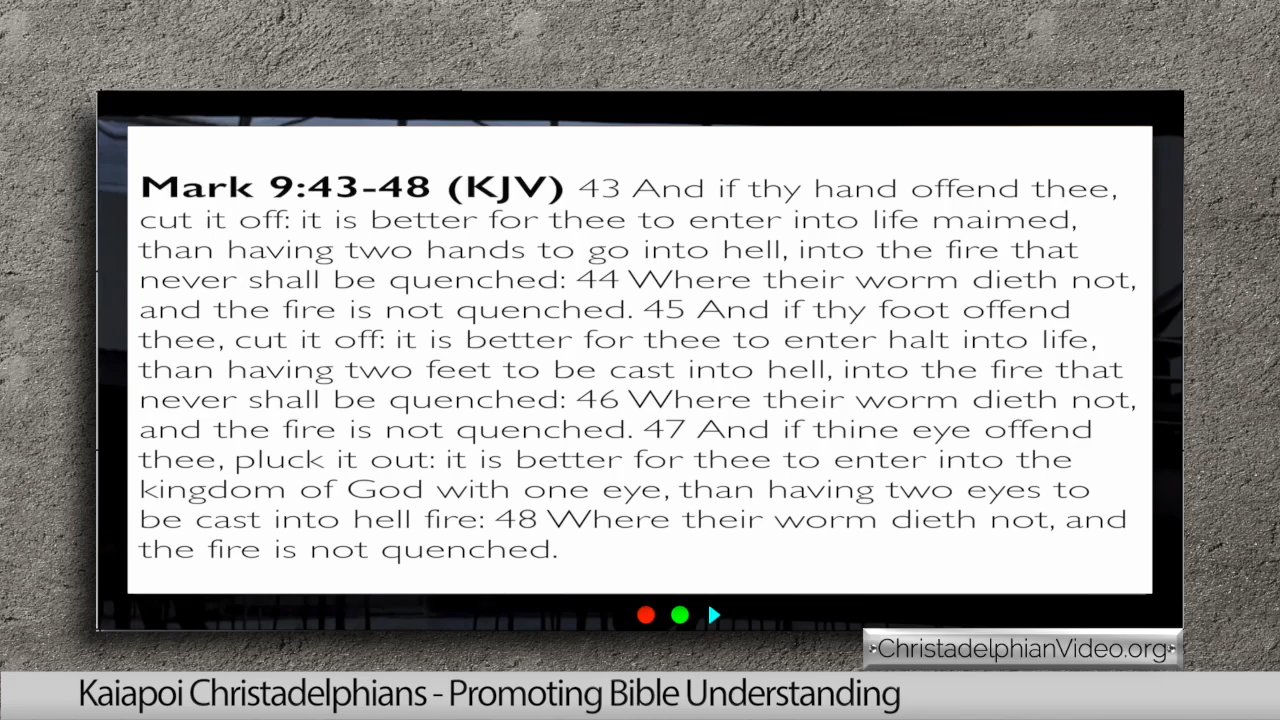 Mark 9:43-48 (KJV) 43 And if thy hand offend thee,
cut it off: it is better for thee to enter into life maimed,
than having two hands to go into hell, into the fire that
never shall be quenched: 44 Where their worm dieth not,
and the fire is not quenched. 45 And if thy foot offend
thee, cut it off: it is better for thee to enter halt into life,
than having two feet to be cast into hell, into the fire that
never shall be quenched: 46 Where their worm dieth not,
and the fire is not quenched. 47 And if thine eye offend
thee, pluck it out: it is better for thee to enter into the
kingdom of God with one eye, than having two eyes to
be cast into hell fire: 48 Where their worm dieth not, and
the fire is not quenched.
ChristadelphianVideo.org
Kaiapoi Christadelphians - Promoting Bible Understanding